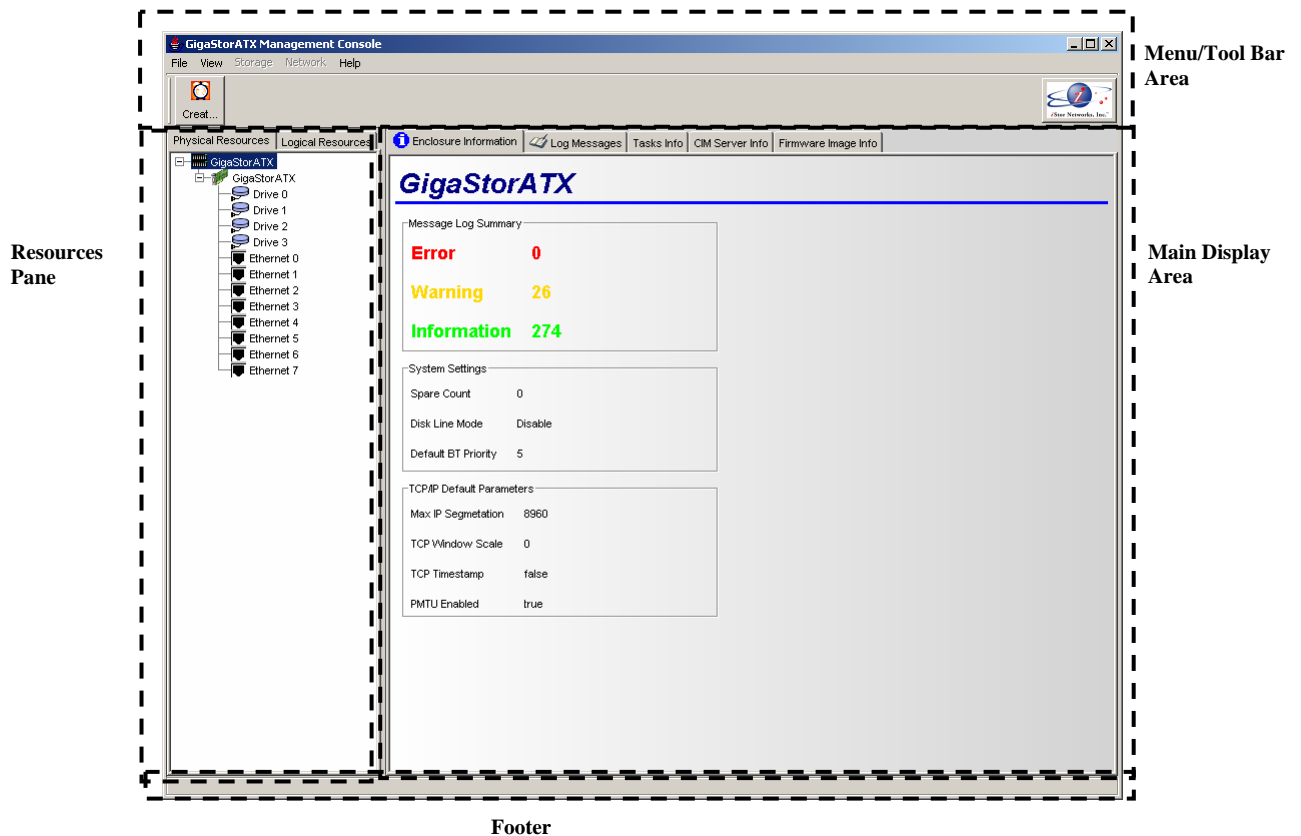 GigaStorATX Management Console
File View Storage Network Help
Creat...
iStor Networks, Inc.
Menu/Tool Bar
Area
Physical Resources Logical Resources
GigaStorATX
GigaStorATX
Drive 0
Drive 1
Drive 2
Drive 3
Ethernet 0
Ethernet 1
Ethernet 2
Ethernet 3
Ethernet 4
Ethernet 5
Ethernet 6
Ethernet 7
Resources
Pane
Enclosure Information Log Messages Tasks Info CIM Server Info Firmware Image Info
GigaStorATX
Message Log Summary
Error 0
Warning 26
Information 274
System Settings
Spare Count 0
Disk Line Mode Disable
Default BT Priority 5
TCP/IP Default Parameters
Max IP Segmetation 8960
TCP Window Scale 0
TCP Timestamp false
PMTU Enabled true
Main Display
Area
Footer